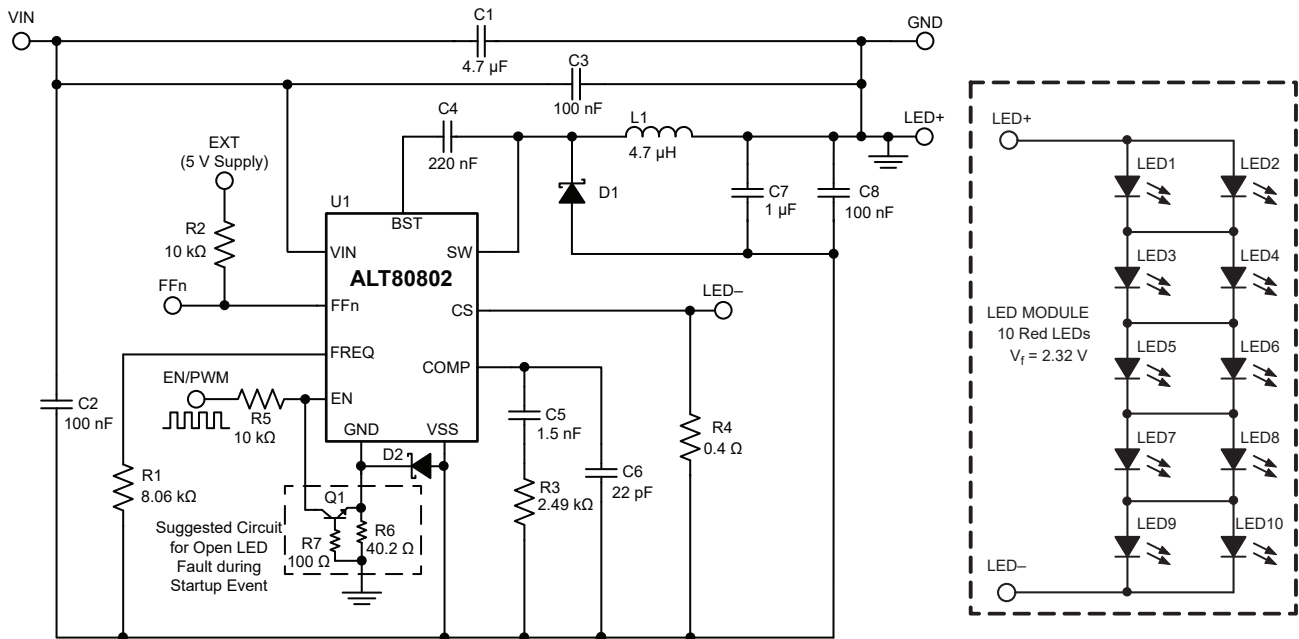 VIN
C1
4.7 µF
GND
C3
100 nF
C4
220 nF
L1
4.7 µH
LED+
EXT
(5 V Supply)
R2
10 kΩ
U1
BST
D1
C7
1 µF
C8
100 nF
VIN
SW
ALT80802
FFn
FFn
CS
LED–
FREQ
COMP
EN/PWM
R5
10 kΩ
EN
C2
100 nF
GND
VSS
C5
1.5 nF
R4
0.4 Ω
D2
R1
8.06 kΩ
Q1
R3
2.49 kΩ
C6
22 pF
R7
100 Ω
R6
40.2 Ω
Suggested Circuit
for Open LED
Fault during
Startup Event
LED+
LED1
LED2
LED3
LED4
LED MODULE
10 Red LEDs
Vf = 2.32 V
LED5
LED6
LED7
LED8
LED9
LED10
LED–